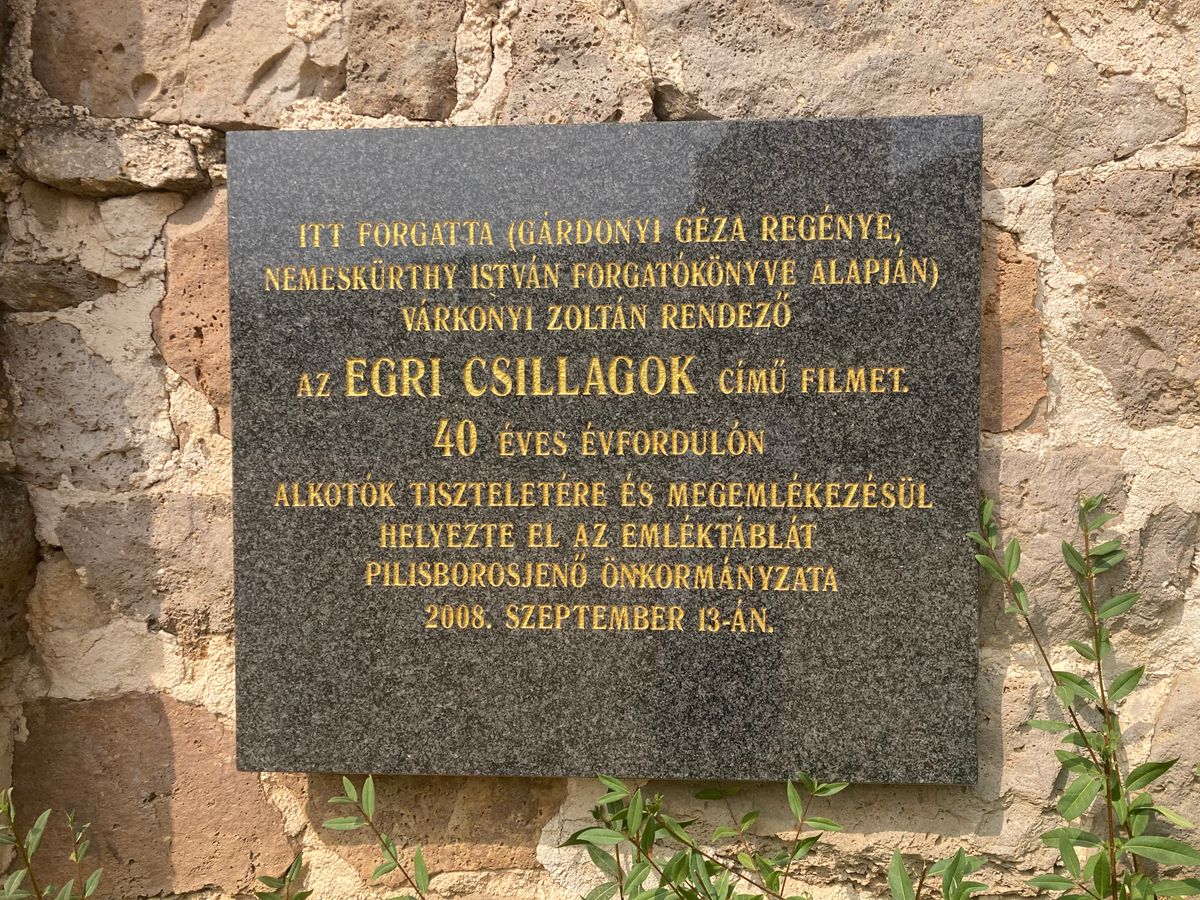 ITT FORGATTA (GÁRDONYI GÉZA REGÉNYE,
NEMESKÜRTHY ISTVÁN FORGATÓKÖNYVE ALAPJÁN)
VÁRKONYI ZOLTÁN RENDEZŐ
AZ EGRI CSILLAGOK CÍMŰ FILMET.
40 ÉVES ÉVFORDULÓN
ALKOTÓK TISZTELETÉRE ÉS MEGEMLÉKEZÉSÜL
HELYEZTE EL AZ EMLÉKTÁBLÁT
PILISBOROSJENŐ ÖNKORMÁNYZATA
2008. SZEPTEMBER 13-ÁN.